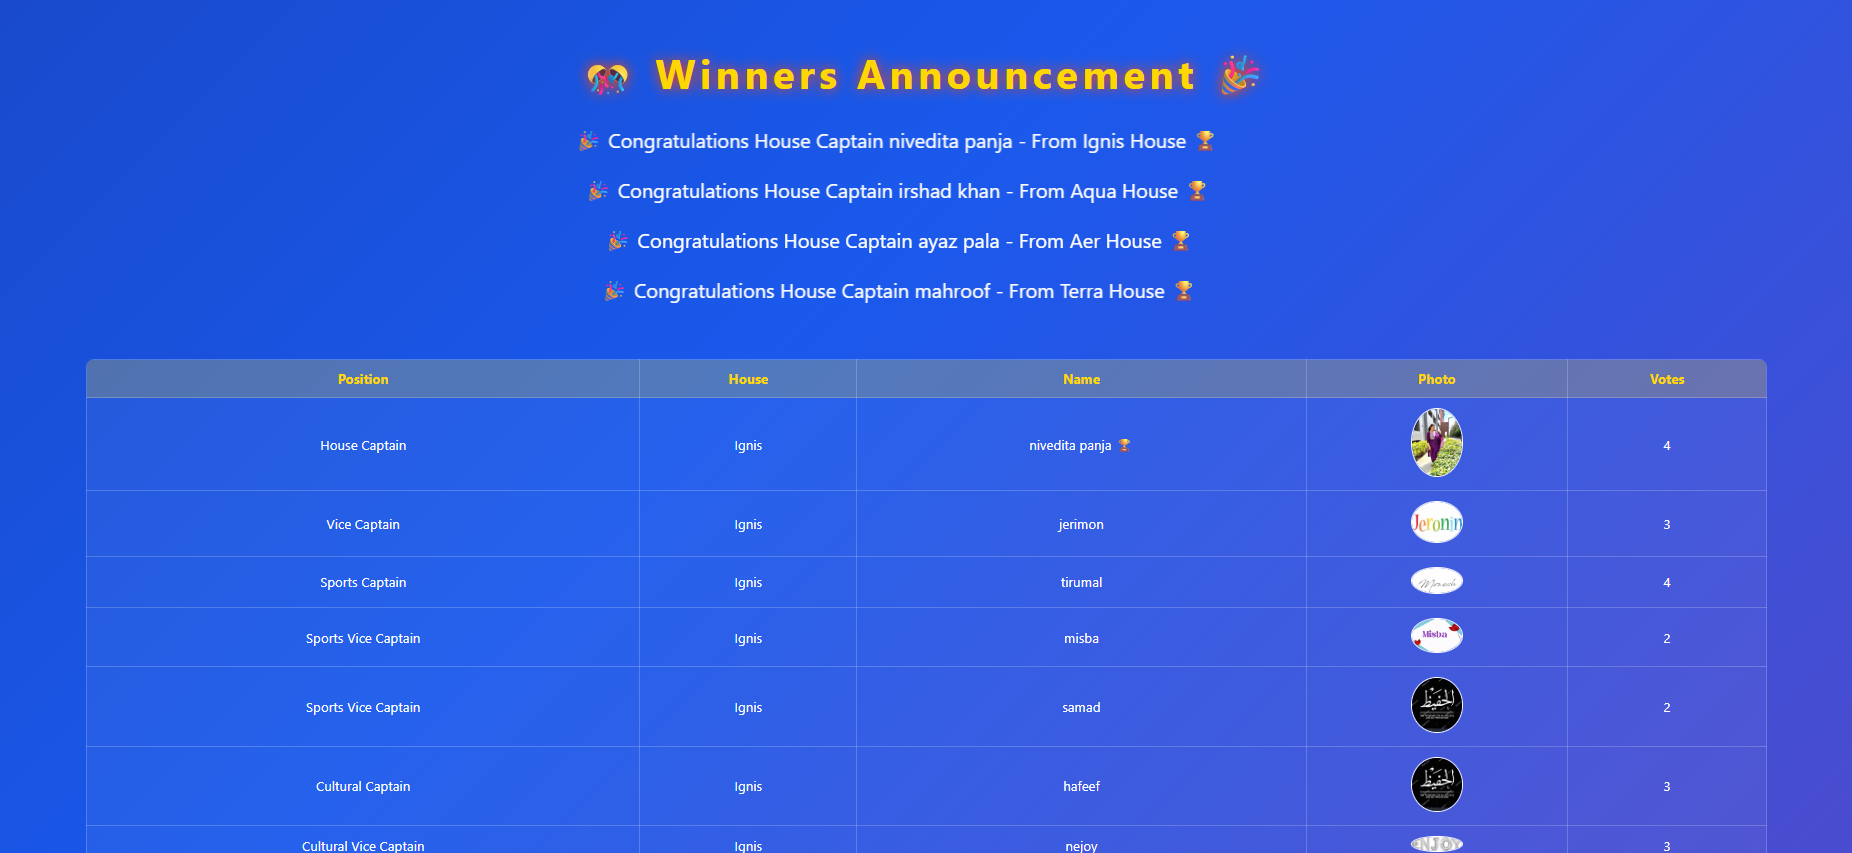 🎊 Winners Announcement 🎉
🎉 Congratulations House Captain nivedita panja - From Ignis House 🏆
🎉 Congratulations House Captain irshad khan - From Aqua House 🏆
🎉 Congratulations House Captain ayaz pala - From Aer House 🏆
🎉 Congratulations House Captain mahroof - From Terra House 🏆
Position House Name Photo Votes
House Captain Ignis nivedita panja 🏆 4
Vice Captain Ignis jerimon Jeronin 3
Sports Captain Ignis tirumal 4
Sports Vice Captain Ignis misba Misba 2
Sports Vice Captain Ignis samad الحفيظ 2
Cultural Captain Ignis hafeef الحفيظ 3
Cultural Vice Captain Ignis nejoy 3